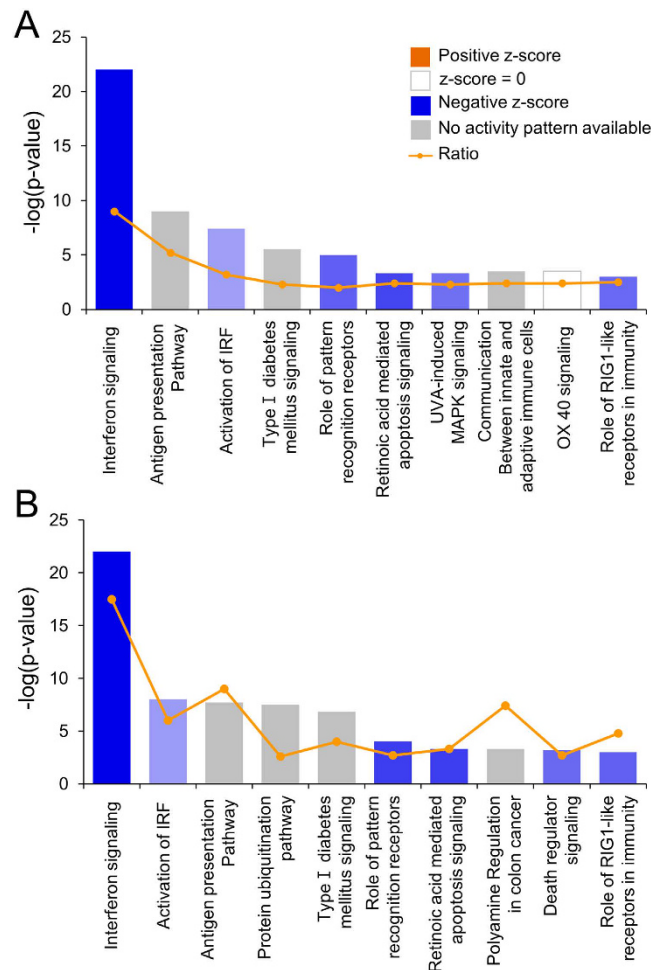 A
25
20
15
10
5
0
-log(p-value)
Positive z-score
z-score = 0
Negative z-score
No activity pattern available
Ratio
Interferon signaling
Antigen presentation
Pathway
Activation of IRF
Type I diabetes
mellitus signaling
Role of pattern
recognition receptors
Retinoic acid mediated
apoptosis signaling
UVA-induced
MAPK signaling
Communication
Between innate and
adaptive immune cells
OX 40 signaling
Role of RIG1-like
receptors in immunity
B
25
20
15
10
5
0
-log(p-value)
Interferon signaling
Activation of IRF
Antigen presentation
Pathway
Protein ubiquitination
pathway
Type I diabetes
mellitus signaling
Role of pattern
recognition receptors
Retinoic acid mediated
apoptosis signaling
Polyamine Regulation
in colon cancer
Death regulator
signaling
Role of RIG1-like
receptors in immunity